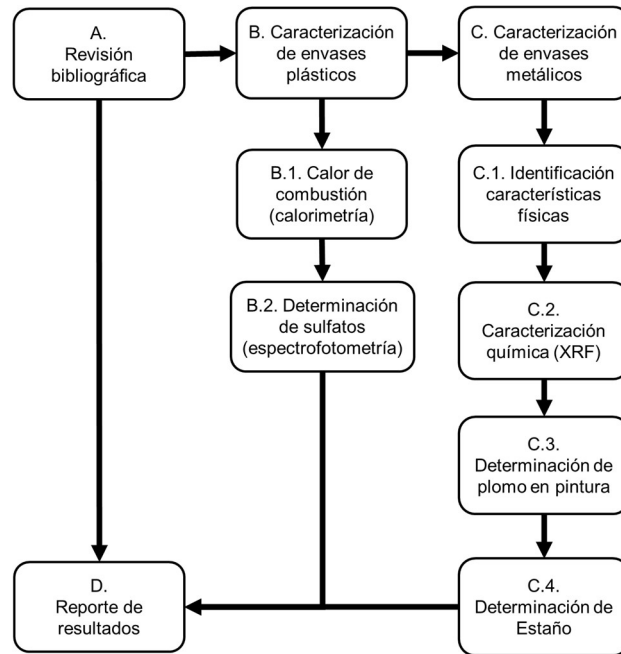 A.
Revisión
bibliográfica
B. Caracterización
de envases
plásticos
C. Caracterización
de envases
metálicos
B.1. Calor de
combustión
(calorimetría)
C.1. Identificación
características
físicas
B.2. Determinación
de sulfatos
(espectrofotometría)
C.2.
Caracterización
química (XRF)
C.3.
Determinación de
plomo en pintura
D.
Reporte de
resultados
C.4.
Determinación de
Estaño